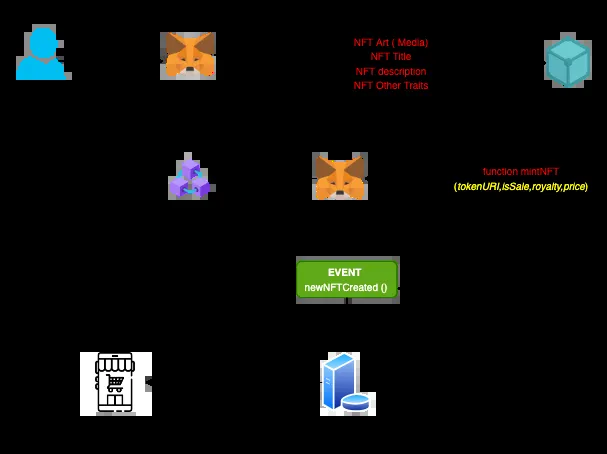 NFT Art ( Media)
NFT Title
NFT description
NFT Other Traits
function mintNFT
(tokenURI,isSale,royalty,price)
EVENT
newNFTCreated ()